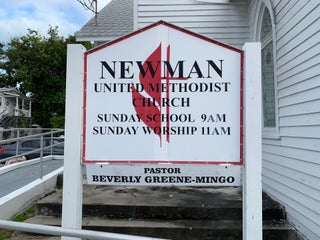 NEWMAN
UNITED METHODIST
CHURCH
SUNDAY SCHOOL 9AM
SUNDAY WORSHIP 11AM
PASTOR
BEVERLY GREENE-MINGO